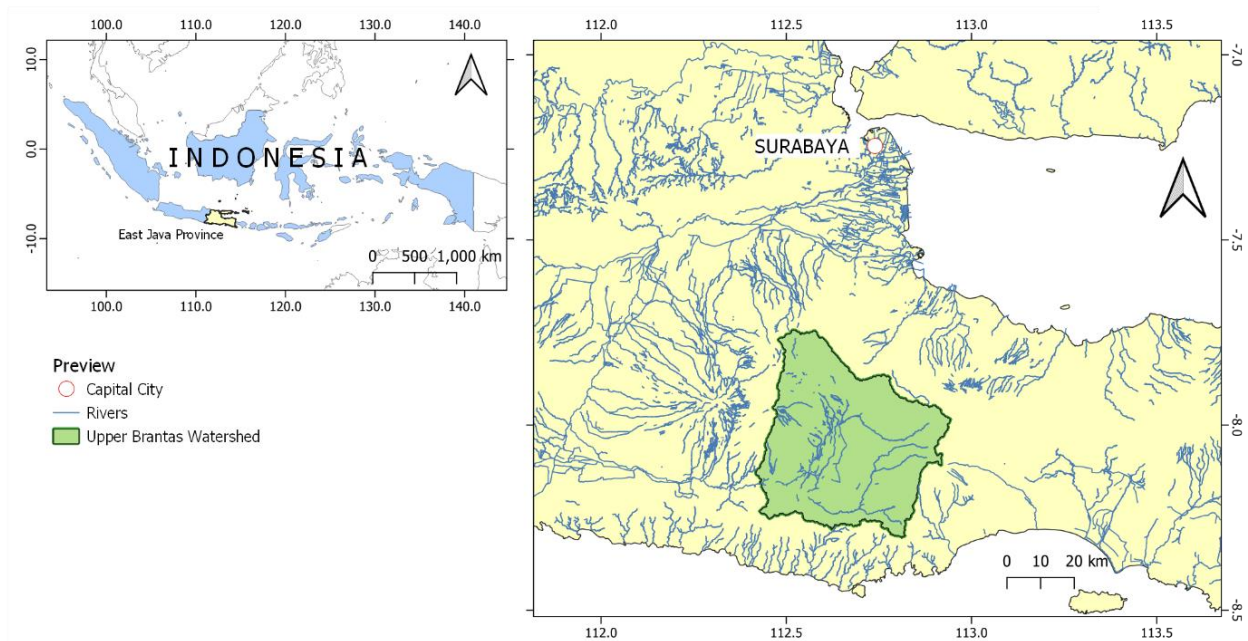 100.0 110.0 120.0 130.0 140.0
10.0
0.0
-10.0
INDONESIA
East Java Province
0 500 1,000 km
100.0 110.0 120.0 130.0 140.0
Preview
Capital City
Rivers
Upper Brantas Watershed
112.0 112.5 113.0 113.5
-7.0
-7.5
-8.0
-8.5
SURABAYA
0 10 20 km
112.0 112.5 113.0 113.5